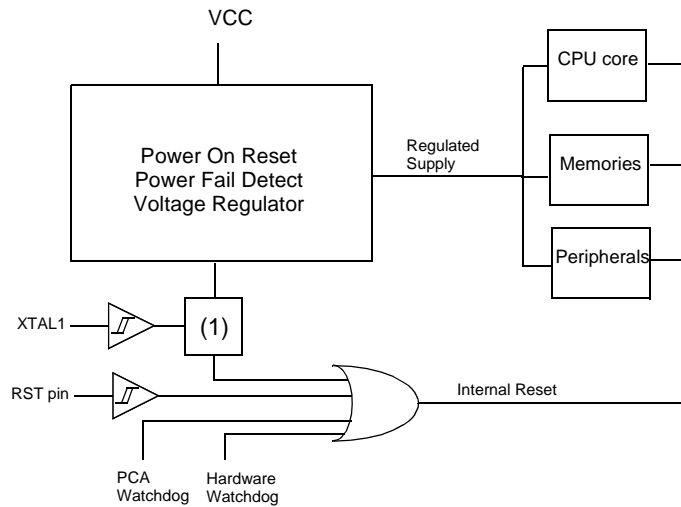 VCC
CPU core
Power On Reset
Power Fail Detect
Voltage Regulator
Regulated
Supply
Memories
Peripherals
XTAL1
(1)
RST pin
Internal Reset
PCA
Watchdog
Hardware
Watchdog